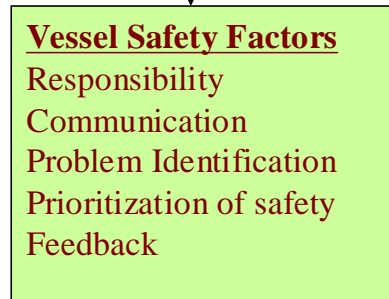 Vessel Safety Factors
Responsibility
Communication
Problem Identification
Prioritization of safety
Feedback